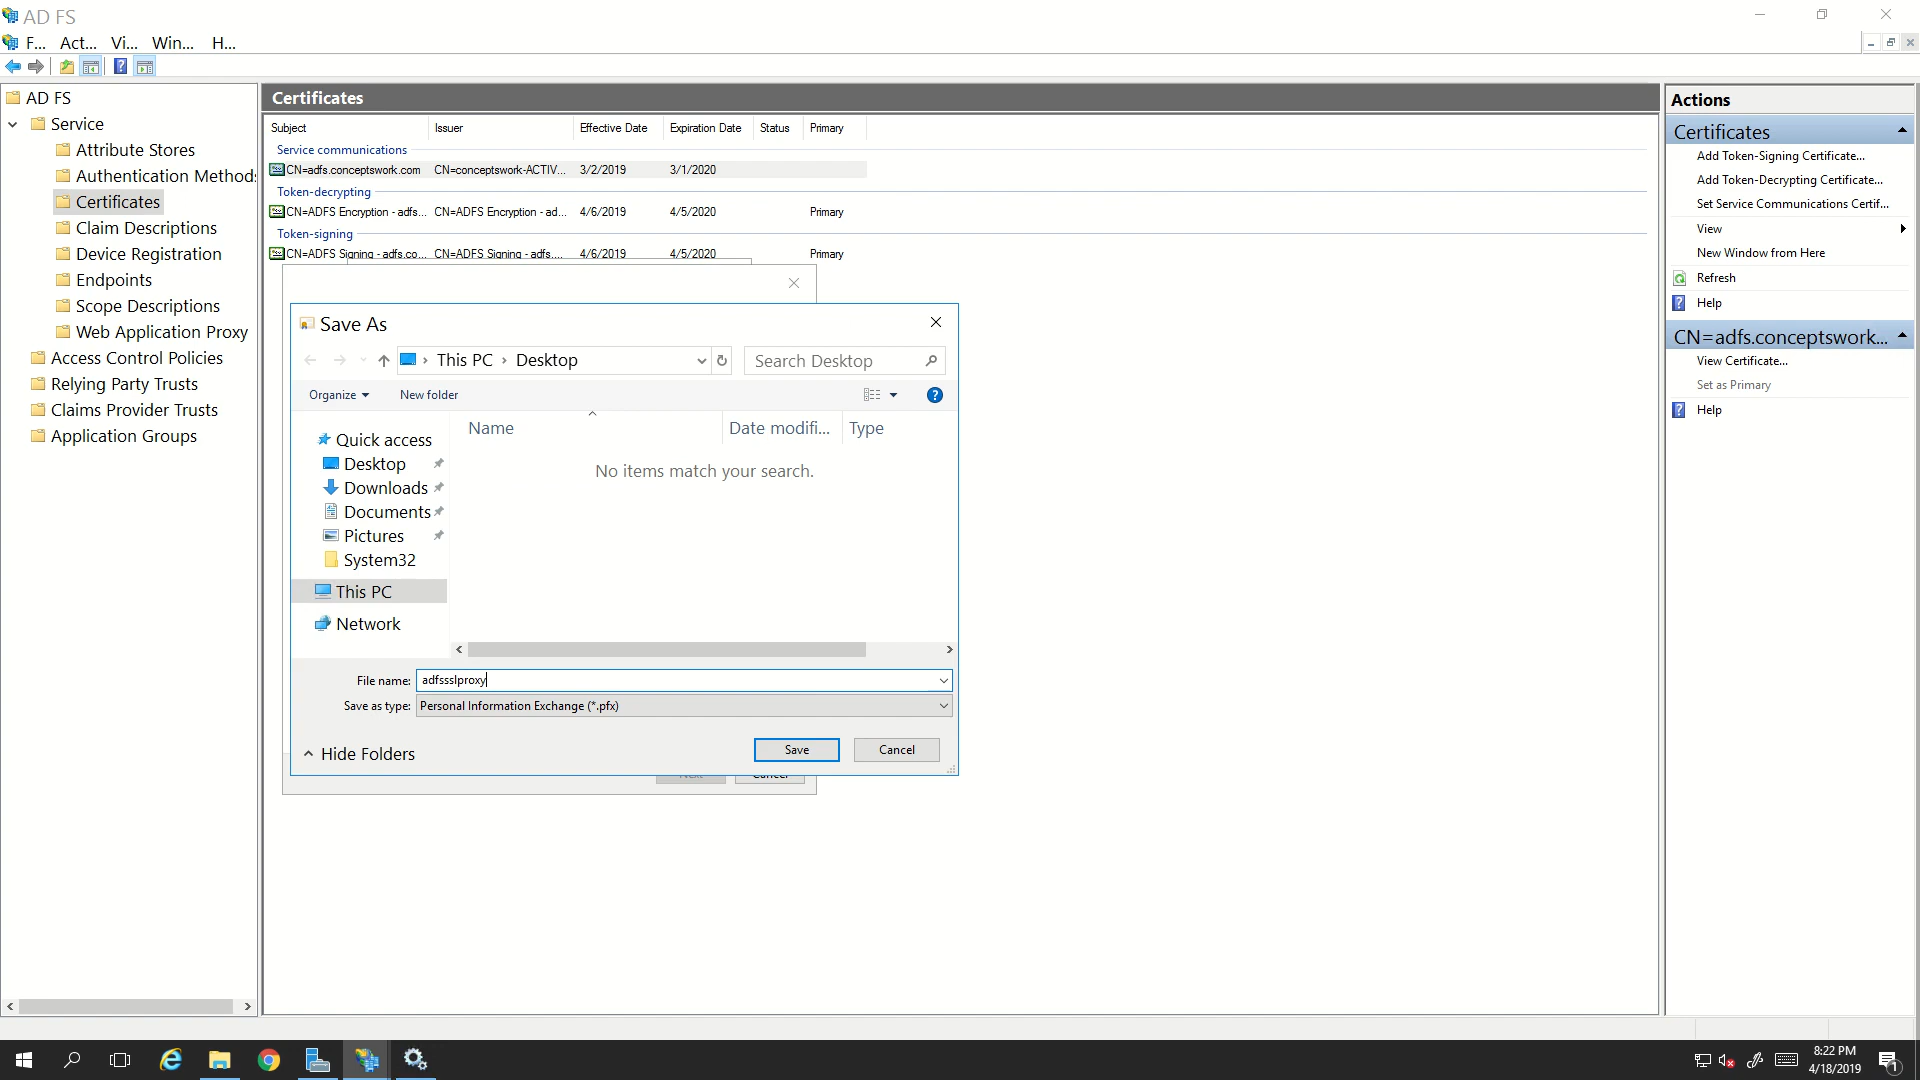 AD FS
F... Act... Vi... Win... H...
AD FS
Service
Attribute Stores
Authentication Methods
Certificates
Claim Descriptions
Device Registration
Endpoints
Scope Descriptions
Web Application Proxy
Access Control Policies
Relying Party Trusts
Claims Provider Trusts
Application Groups
Certificates
Subject Issuer Effective Date Expiration Date Status Primary
Service communications
CN=adfs.conceptswork.com CN=conceptswork-ACTIV... 3/2/2019 3/1/2020
Token-decrypting
CN=ADFS Encryption - adfs... CN=ADFS Encryption - ad... 4/6/2019 4/5/2020 Primary
Token-signing
CN=ADFS Signing - adfs.co... CN=ADFS Signing - adfs.... 4/6/2019 4/5/2020 Primary
Save As
This PC Desktop
Search Desktop
Organize New folder
Quick access
Desktop
Downloads
Documents
Pictures
System32
This PC
Network
Name Date modifi... Type
No items match your search.
File name: adfssslproxy
Save as type: Personal Information Exchange (*.pfx)
Hide Folders
Save Cancel
Next Cancel
Actions
Certificates
Add Token-Signing Certificate...
Add Token-Decrypting Certificate...
Set Service Communications Certif...
View
New Window from Here
Refresh
Help
CN=adfs.conceptswork...
View Certificate...
Set as Primary
Help
8:22 PM
4/18/2019
1